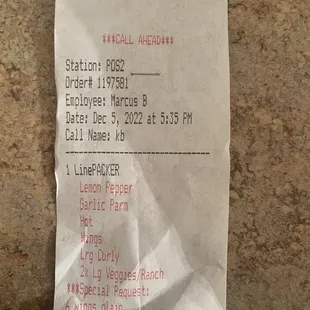 ***CALL AHEAD***
Station: POS2
Order# 1197581
Employee: Marcus B
Date: Dec 5, 2022 at 5:35 PM
Call Name: kb
1 LinePACKER
Lemon Pepper
Garlic Parm
Hot
Wings
Lrg Curly
2x Lg Veggies/Ranch
***Special Request:
6 wings plain